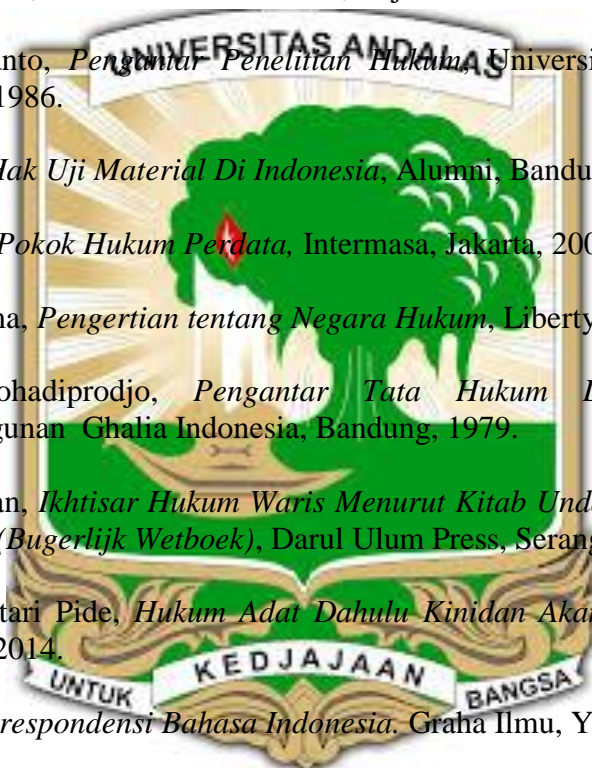 UNIVERSITAS ANDALAS
anto, Pengantar Penelitian Hukum, Universi
1986.
Hak Uji Material Di Indonesia, Alumni, Bandu
Pokok Hukum Perdata, Intermasa, Jakarta, 200
na, Pengertian tentang Negara Hukum, Liberty
ohadiprodjo, Pengantar Tata Hukum I
gunan Ghalia Indonesia, Bandung, 1979.
an, Ikhtisar Hukum Waris Menurut Kitab Unda
(Bugerlijk Wetboek), Darul Ulum Press, Serang
tari Pide, Hukum Adat Dahulu Kinidan Akan
2014.
UNTUK KEDJAJAAN BANGSA
respondensi Bahasa Indonesia. Graha Ilmu, Y